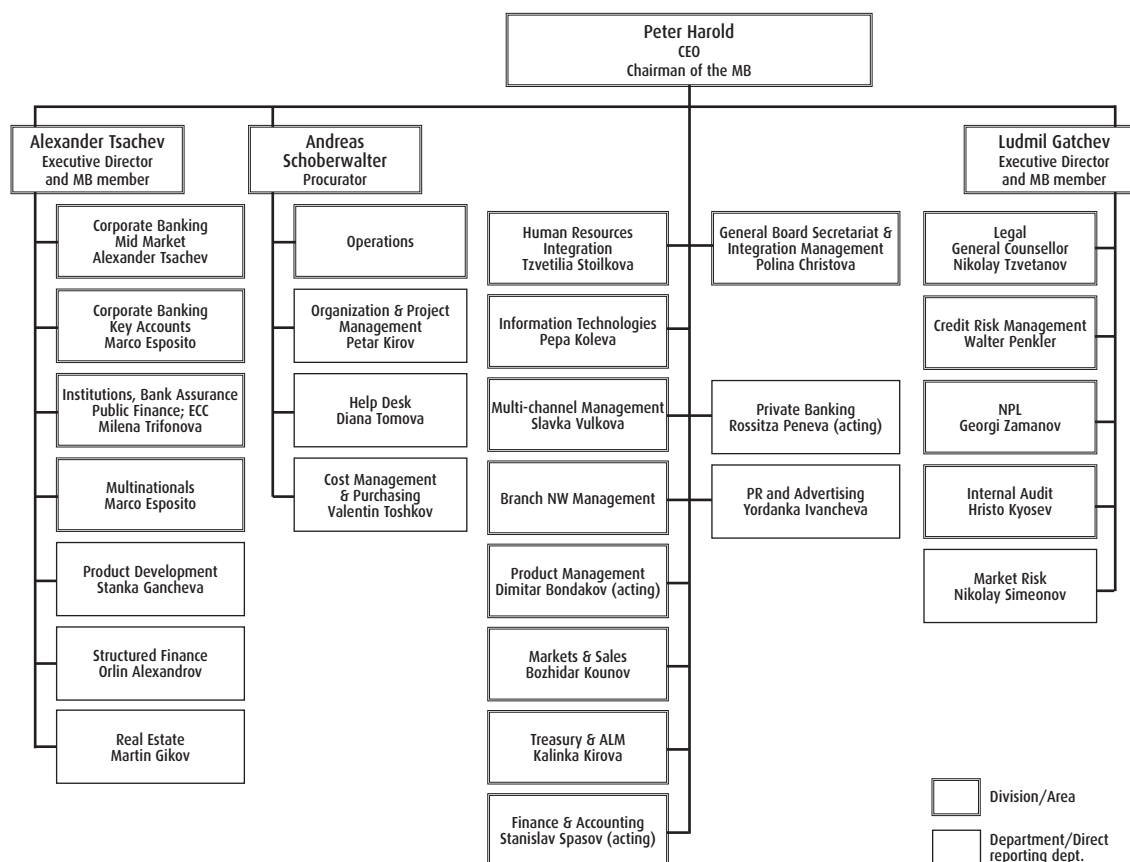 Peter Harold
CEO
Chairman of the MB
Alexander Tsachev
Executive Director
and MB member
Andreas
Schoberwalter
Procurator
Ludmil Gatchev
Executive Director
and MB member
Corporate Banking
Mid Market
Alexander Tsachev
Corporate Banking
Key Accounts
Marco Esposito
Institutions, Bank Assurance
Public Finance; ECC
Milena Trifonova
Multinationals
Marco Esposito
Product Development
Stanka Gancheva
Structured Finance
Orlin Alexandrov
Real Estate
Martin Gikov
Operations
Organization & Project
Management
Petar Kirov
Help Desk
Diana Tomova
Cost Management
& Purchasing
Valentin Toshkov
Human Resources
Integration
Tzvetilia Stoilkova
Information Technologies
Pepa Koleva
Multi-channel Management
Slavka Vulkova
Branch NW Management
Product Management
Dimitar Bondakov (acting)
Markets & Sales
Bozhidar Kounov
Treasury & ALM
Kalinka Kirova
Finance & Accounting
Stanislav Spasov (acting)
General Board Secretariat &
Integration Management
Polina Christova
Private Banking
Rossitza Peneva (acting)
PR and Advertising
Yordanka Ivancheva
Legal
General Counsellor
Nikolay Tzvetanov
Credit Risk Management
Walter Penkler
NPL
Georgi Zamanov
Internal Audit
Hristo Kyosev
Market Risk
Nikolay Simeonov
Division/Area
Department/Direct
reporting dept.